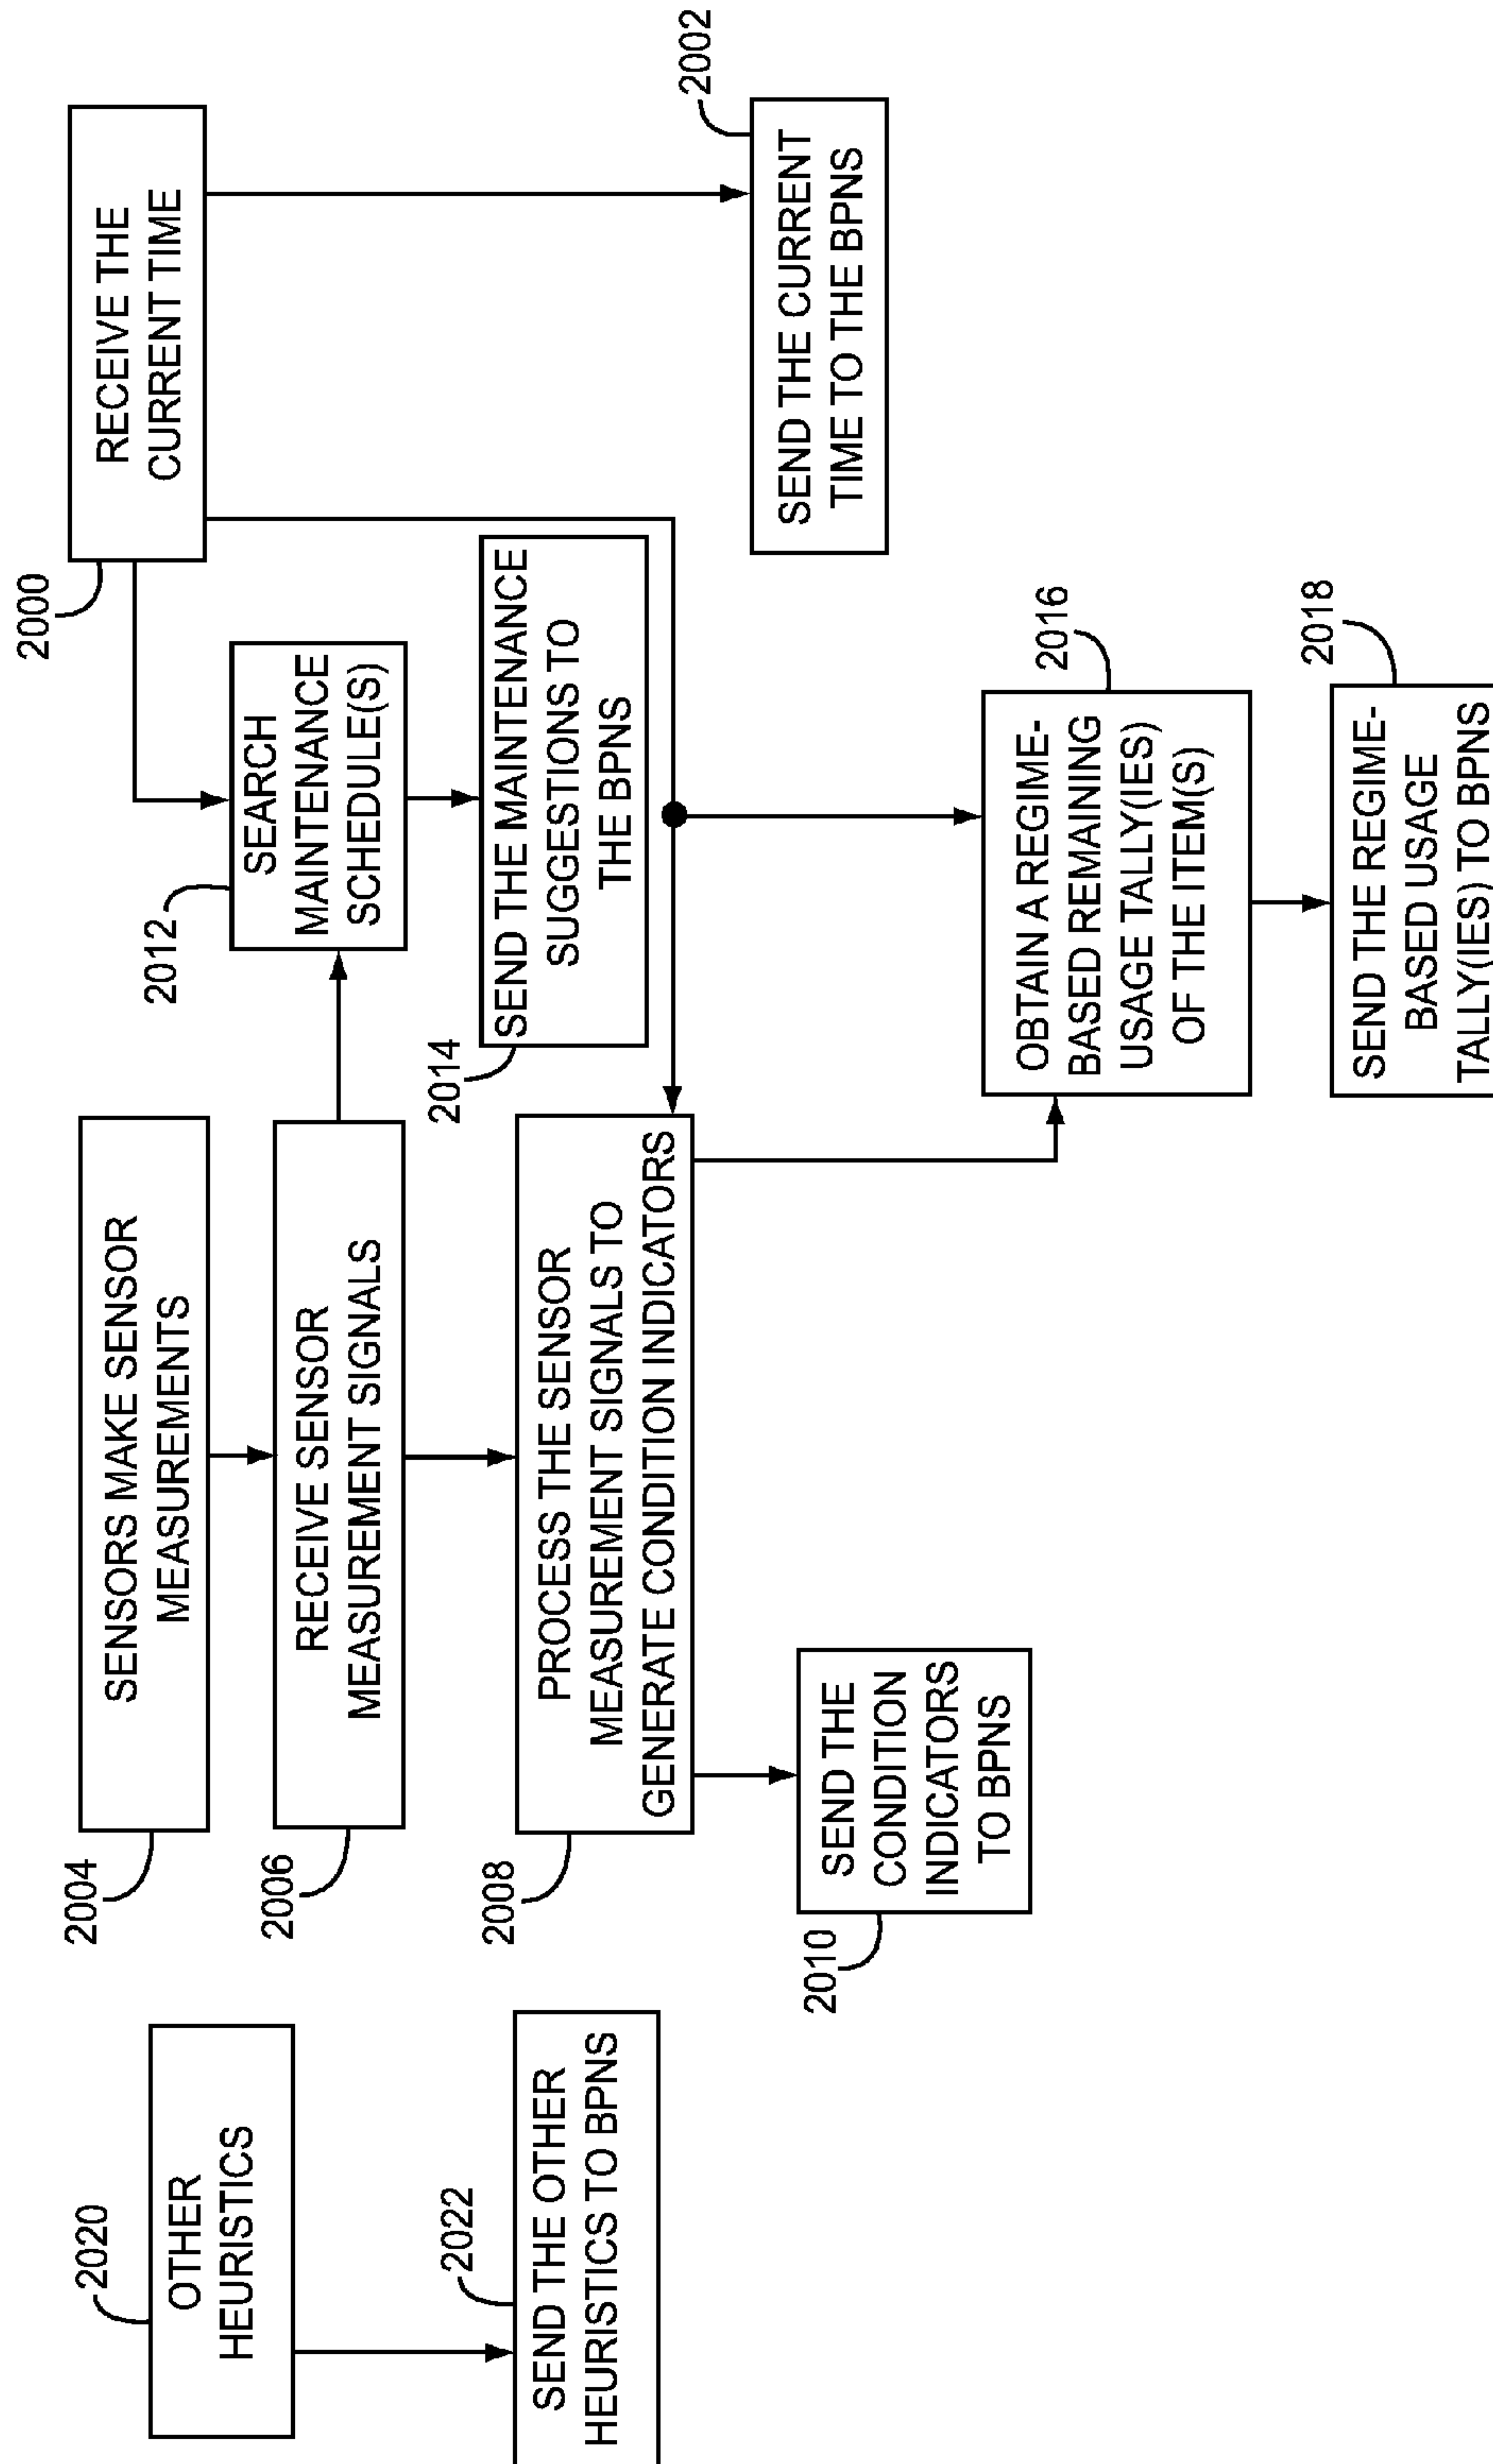 2020
OTHER
HEURISTICS
2022
SEND THE OTHER
HEURISTICS TO BPNS
2004
SENSORS MAKE SENSOR
MEASUREMENTS
2006
RECEIVE SENSOR
MEASUREMENT SIGNALS
2008
PROCESS THE SENSOR
MEASUREMENT SIGNALS TO
GENERATE CONDITION INDICATORS
2010
SEND THE
CONDITION
INDICATORS
TO BPNS
2000
RECEIVE THE
CURRENT TIME
2012
SEARCH
MAINTENANCE
SCHEDULE(S)
2014
SEND THE MAINTENANCE
SUGGESTIONS TO
THE BPNS
2002
SEND THE CURRENT
TIME TO THE BPNS
2016
OBTAIN A REGIME-
BASED REMAINING
USAGE TALLY(IES)
OF THE ITEM(S)
2018
SEND THE REGIME-
BASED USAGE
TALLY(IES) TO BPNS